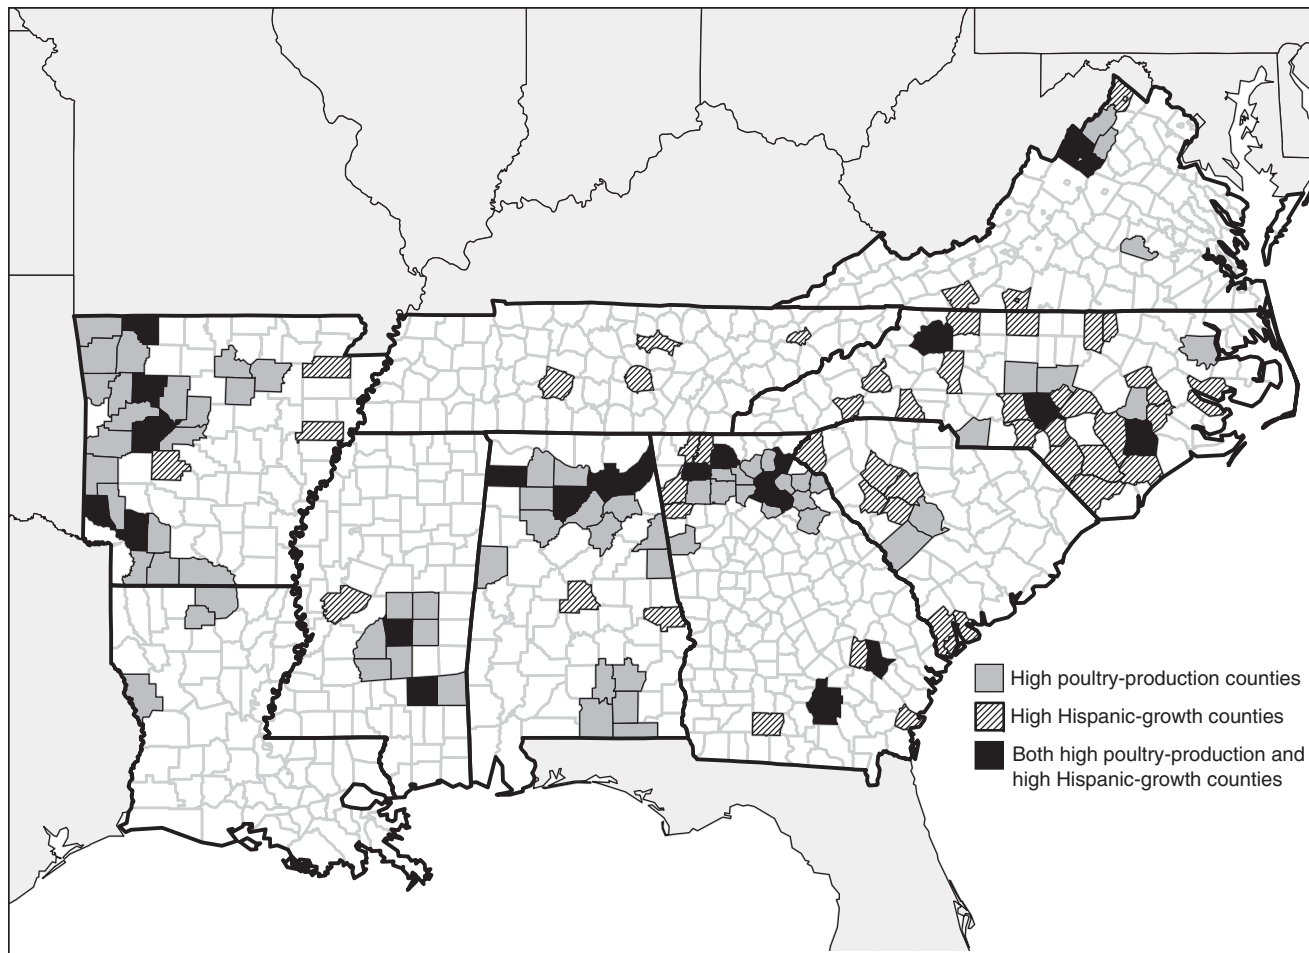 High poultry-production counties
High Hispanic-growth counties
Both high poultry-production and
high Hispanic-growth counties